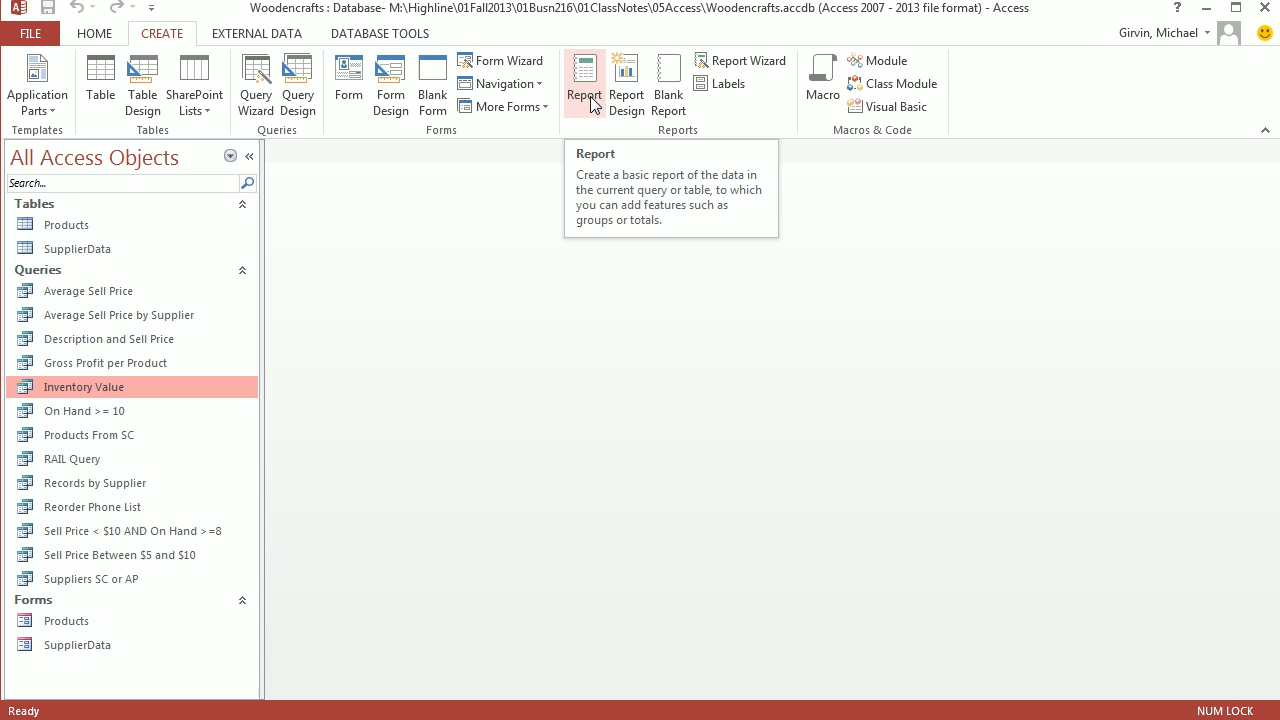 Woodencrafts : Database- M:\Highline\01Fall2013\01Busn216\01ClassNotes\05Access\Woodencrafts.accdb (Access 2007 - 2013 file format) - Access
?
FILE HOME CREATE EXTERNAL DATA DATABASE TOOLS Girvin, Michael
Application Parts
Table
Table Design
SharePoint Lists
Query Wizard
Query Design
Form
Form Design
Blank Form
Form Wizard
Navigation
More Forms
Report
Report Design
Blank Report
Report Wizard
Labels
Macro
Module
Class Module
Visual Basic
Templates Tables Queries Forms Reports Macros & Code
Report
Create a basic report of the data in
the current query or table, to which
you can add features such as
groups or totals.
All Access Objects
Search...
Tables
Products
SupplierData
Queries
Average Sell Price
Average Sell Price by Supplier
Description and Sell Price
Gross Profit per Product
Inventory Value
On Hand >= 10
Products From SC
RAIL Query
Records by Supplier
Reorder Phone List
Sell Price < $10 AND On Hand >=8
Sell Price Between $5 and $10
Suppliers SC or AP
Forms
Products
SupplierData
Ready NUM LOCK